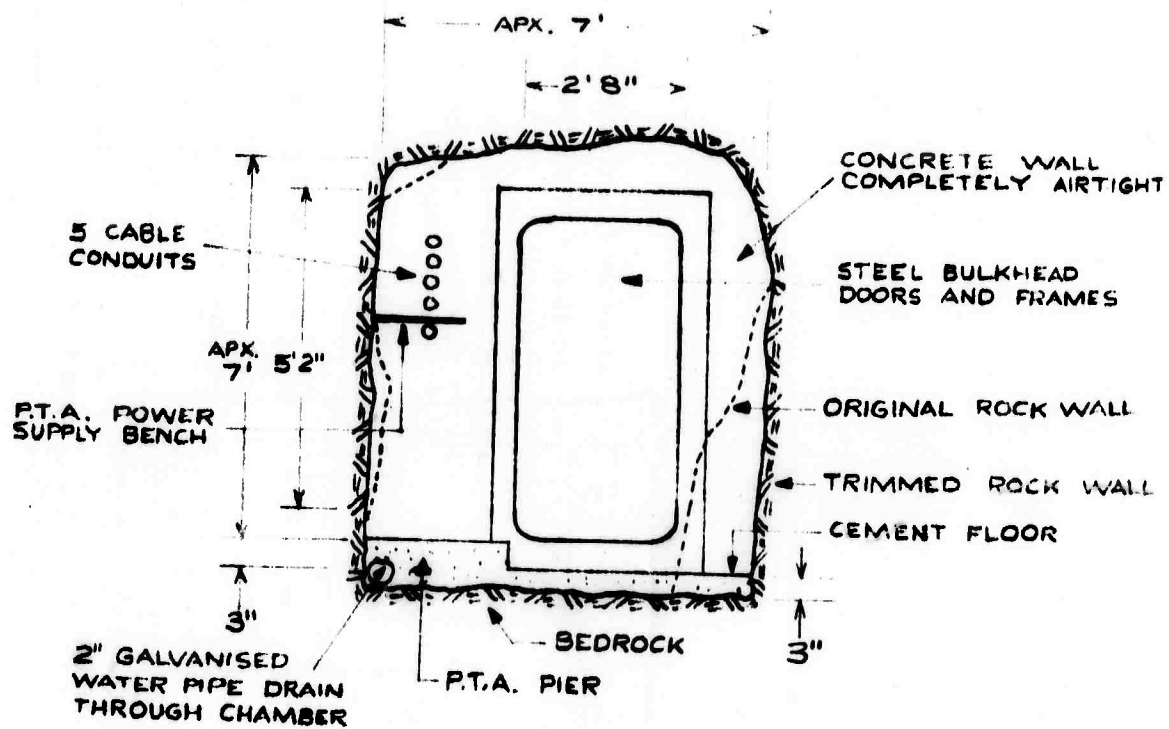 APX. 7'
2'8"
CONCRETE WALL
COMPLETELY AIRTIGHT
5 CABLE
CONDUITS
STEEL BULKHEAD
DOORS AND FRAMES
APX.
7'
5'2"
P.T.A. POWER
SUPPLY BENCH
ORIGINAL ROCK WALL
TRIMMED ROCK WALL
CEMENT FLOOR
3"
BEDROCK
3"
2" GALVANISED
WATER PIPE DRAIN
THROUGH CHAMBER
P.T.A. PIER